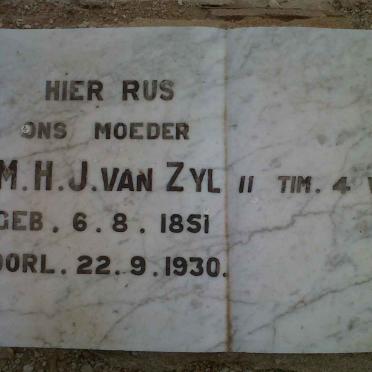 HIER RUS
ONS MOEDER
M.H.J. VAN ZYL
GEB. 6.8.1851
OORL. 22.9.1930.
II TIM. 4 V